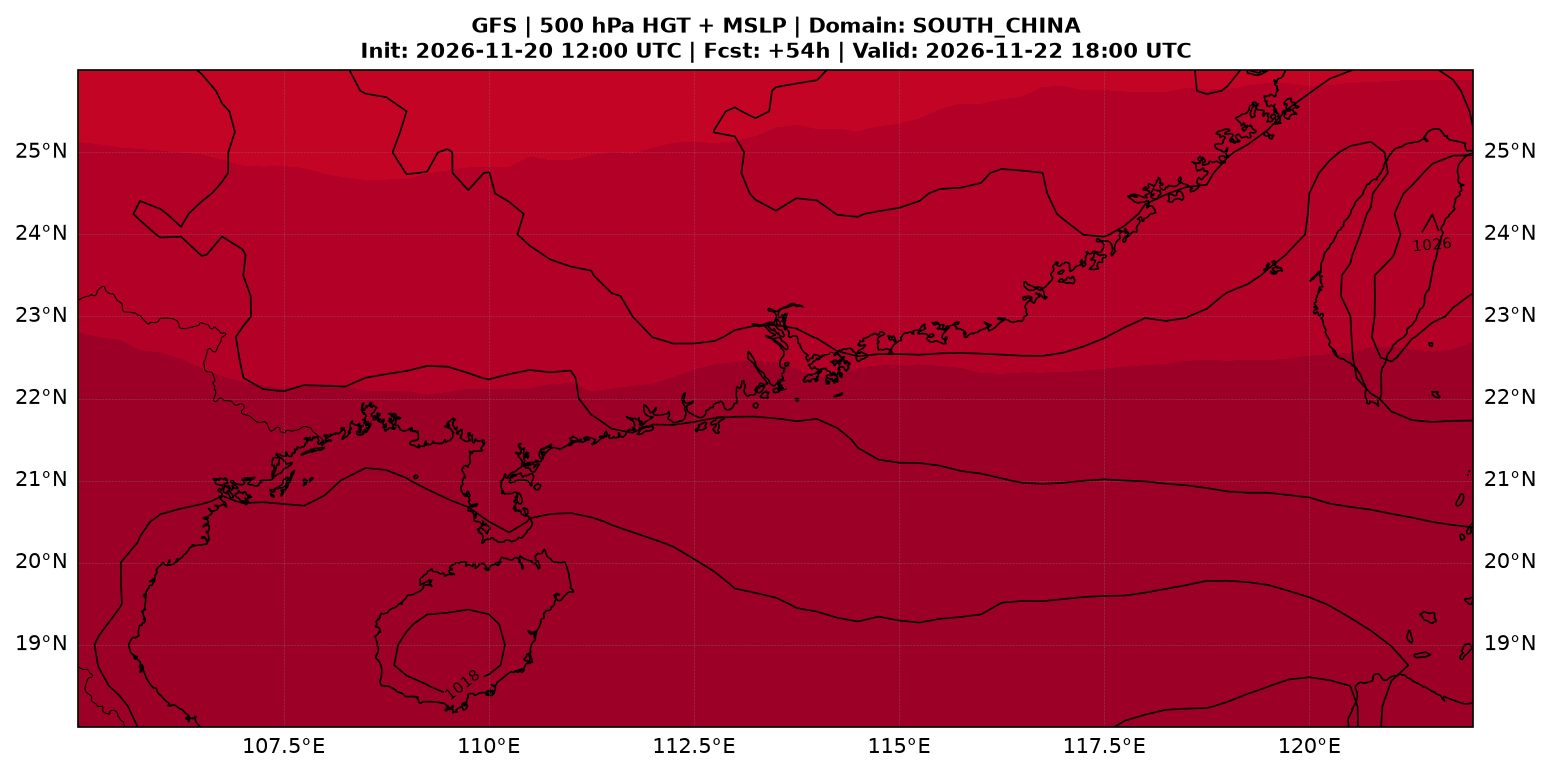 GFS | 500 hPa HGT + MSLP | Domain: SOUTH_CHINA
Init: 2026-11-20 12:00 UTC | Fcst: +54h | Valid: 2026-11-22 18:00 UTC
25°N 25°N
24°N 24°N
1026
23°N 23°N
22°N 22°N
21°N 21°N
20°N 20°N
19°N 19°N
1018
107.5°E 110°E 112.5°E 115°E 117.5°E 120°E